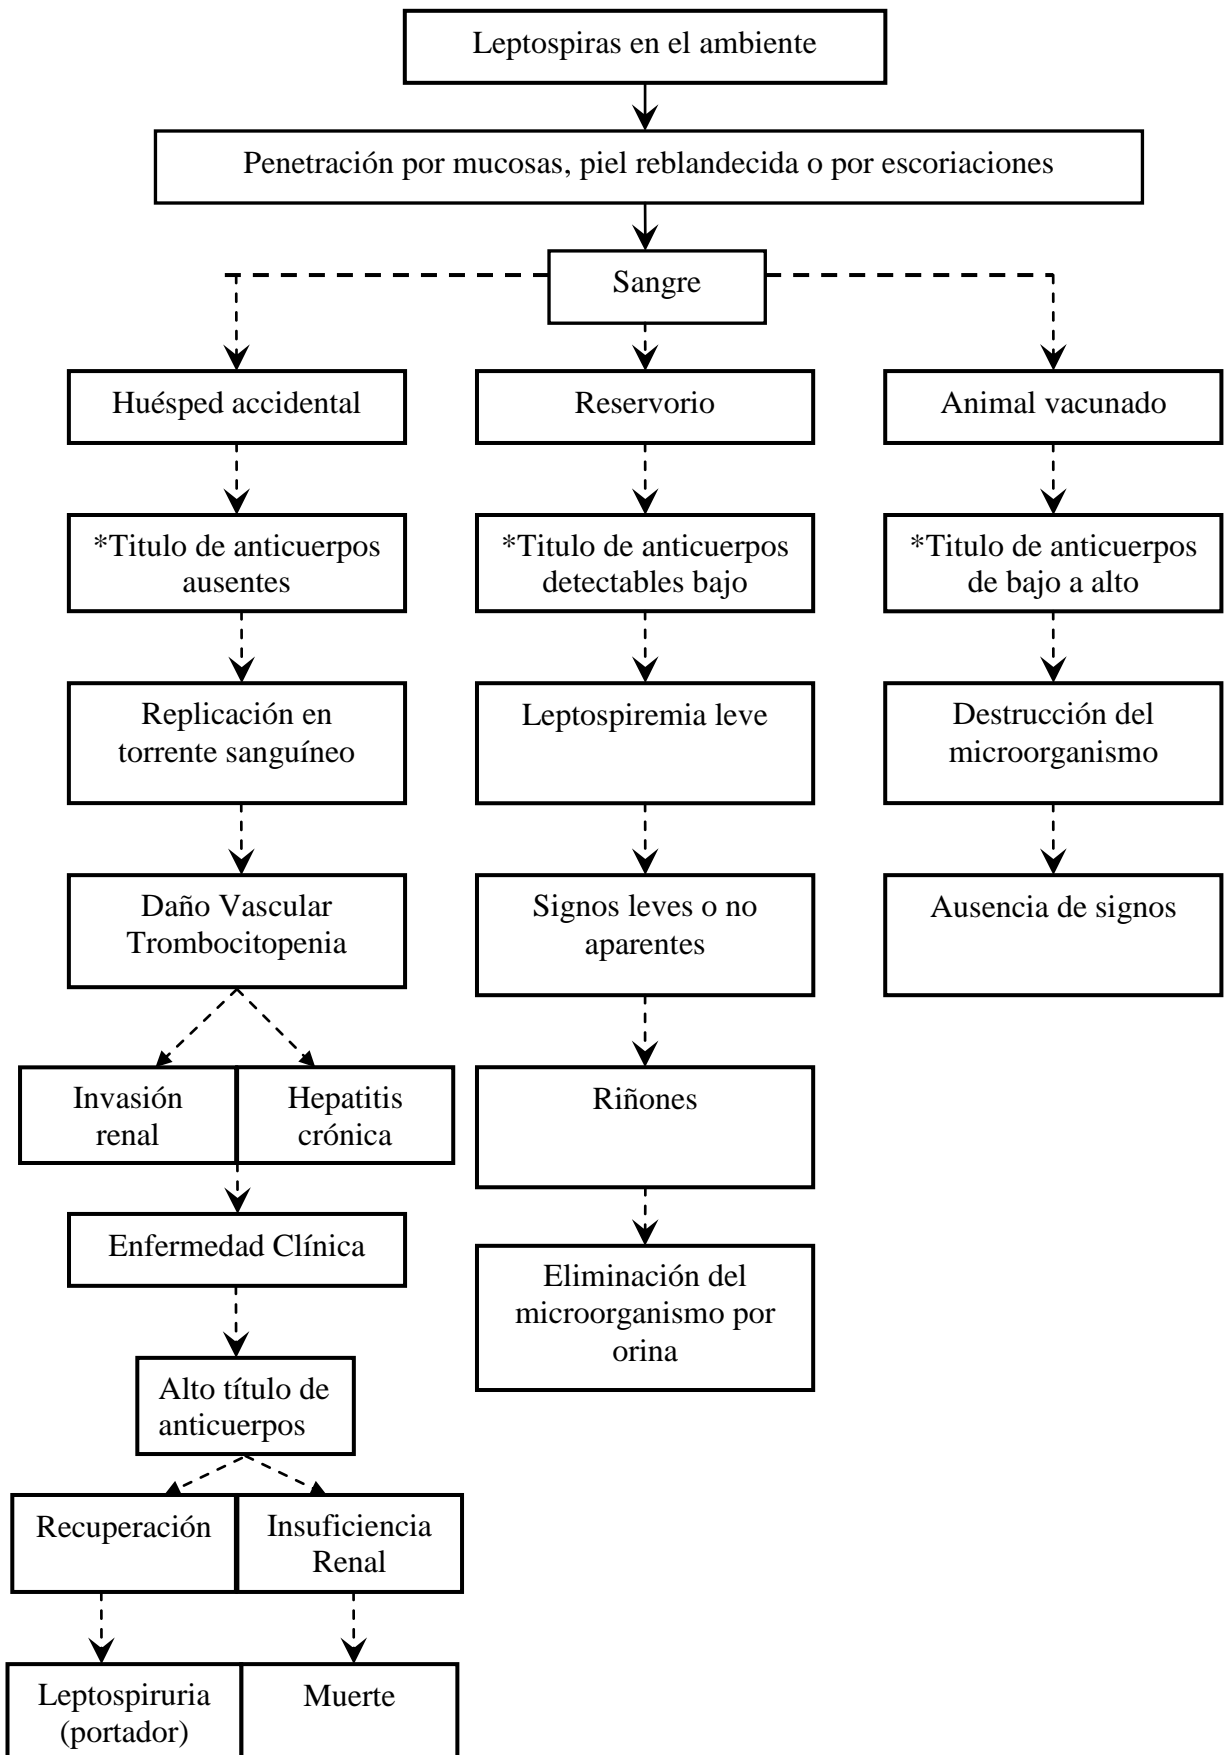 Leptospiras en el ambiente
Penetración por mucosas, piel reblandecida o por escoriaciones
Sangre
Huésped accidental
Reservorio
Animal vacunado
*Titulo de anticuerpos
ausentes
*Titulo de anticuerpos
detectables bajo
*Titulo de anticuerpos
de bajo a alto
Replicación en
torrente sanguíneo
Leptospiremia leve
Destrucción del
microorganismo
Daño Vascular
Trombocitopenia
Signos leves o no
aparentes
Ausencia de signos
Invasión
renal
Hepatitis
crónica
Riñones
Enfermedad Clínica
Eliminación del
microorganismo por
orina
Alto título de
anticuerpos
Recuperación
Insuficiencia
Renal
Leptospiruria
(portador)
Muerte